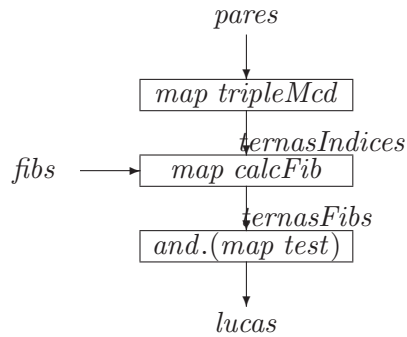 pares
map tripleMcd
ternasIndices
fibs
map calcFib
ternasFibs
and.(map test)
lucas